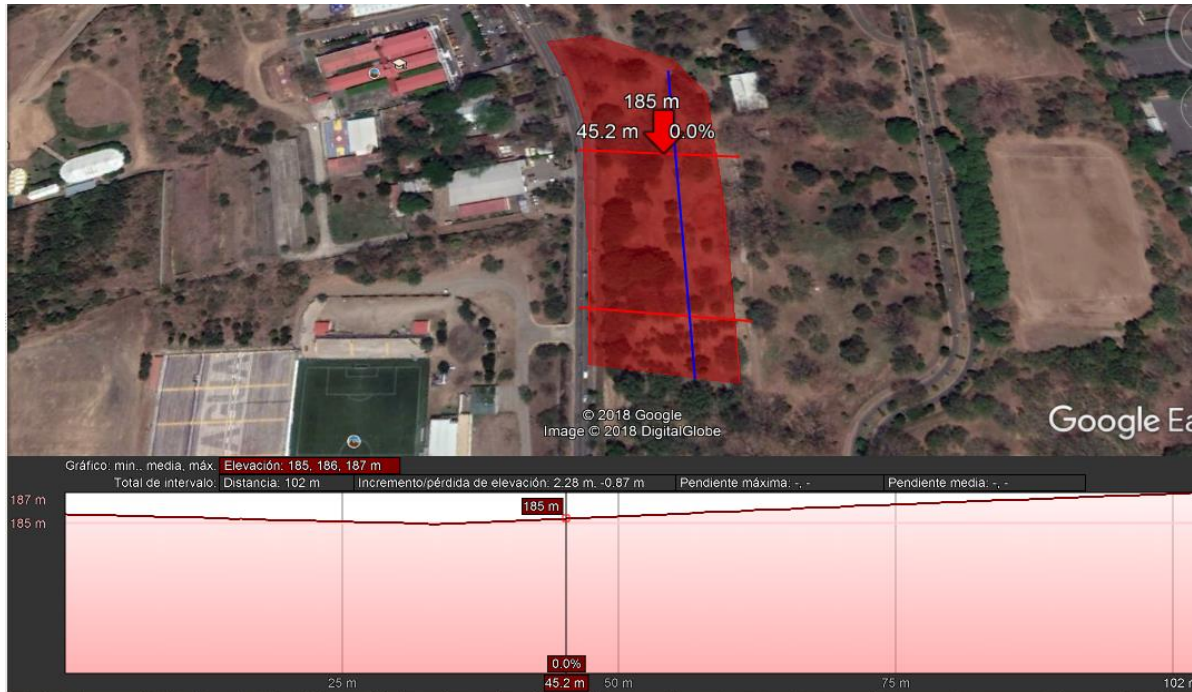 185 m
45.2 m 0.0%
© 2018 Google
Image © 2018 DigitalGlobe
Google Ea
Gráfico: min., media, máx. Elevación: 185, 186, 187 m
Total de intervalo: Distancia: 102 m Incremento/pérdida de elevación: 2.28 m, -0.87 m Pendiente máxima: -, - Pendiente media: -, -
187 m
185 m
185 m
0.0%
25 m 45.2 m 50 m 75 m 102 m